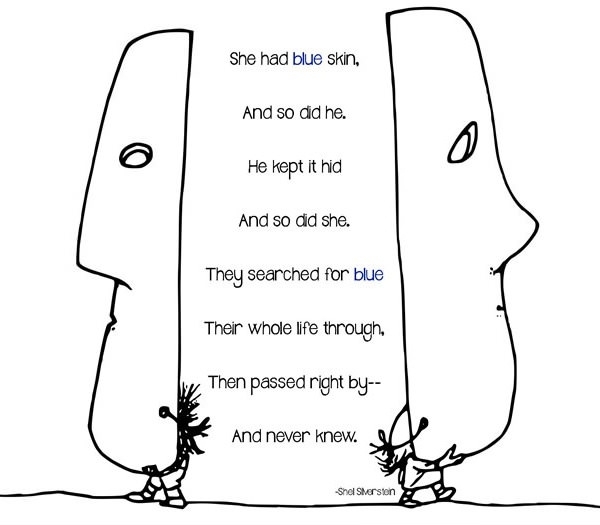 She had blue skin,
And so did he.
He kept it hid
And so did she.
They searched for blue
Their whole life through,
Then passed right by--
And never knew.
-Shel Silverstein